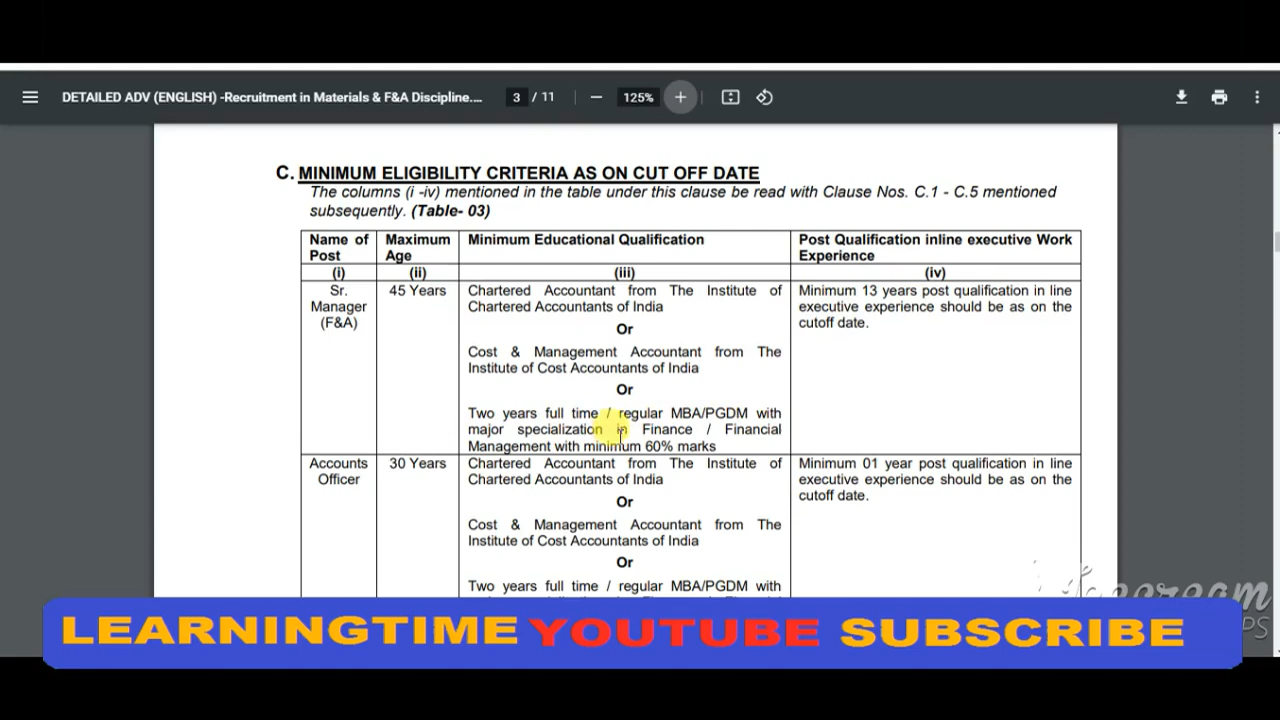 DETAILED ADV (ENGLISH) -Recruitment in Materials & F&A Discipline....
3 / 11
125%
C. MINIMUM ELIGIBILITY CRITERIA AS ON CUT OFF DATE
The columns (i -iv) mentioned in the table under this clause be read with Clause Nos. C.1 - C.5 mentioned
subsequently. (Table- 03)
Name of Post
Maximum Age
Minimum Educational Qualification
Post Qualification inline executive Work Experience
(i)
(ii)
(iii)
(iv)
Sr.
Manager
(F&A)
45 Years
Chartered Accountant from The Institute of
Chartered Accountants of India
Or
Cost & Management Accountant from The
Institute of Cost Accountants of India
Or
Two years full time / regular MBA/PGDM with
major specialization in Finance / Financial
Management with minimum 60% marks
Minimum 13 years post qualification in line
executive experience should be as on the
cutoff date.
Accounts
Officer
30 Years
Chartered Accountant from The Institute of
Chartered Accountants of India
Or
Cost & Management Accountant from The
Institute of Cost Accountants of India
Or
Two years full time / regular MBA/PGDM with
Minimum 01 year post qualification in line
executive experience should be as on the
cutoff date.
LEARNINGTIME YOUTUBE SUBSCRIBE